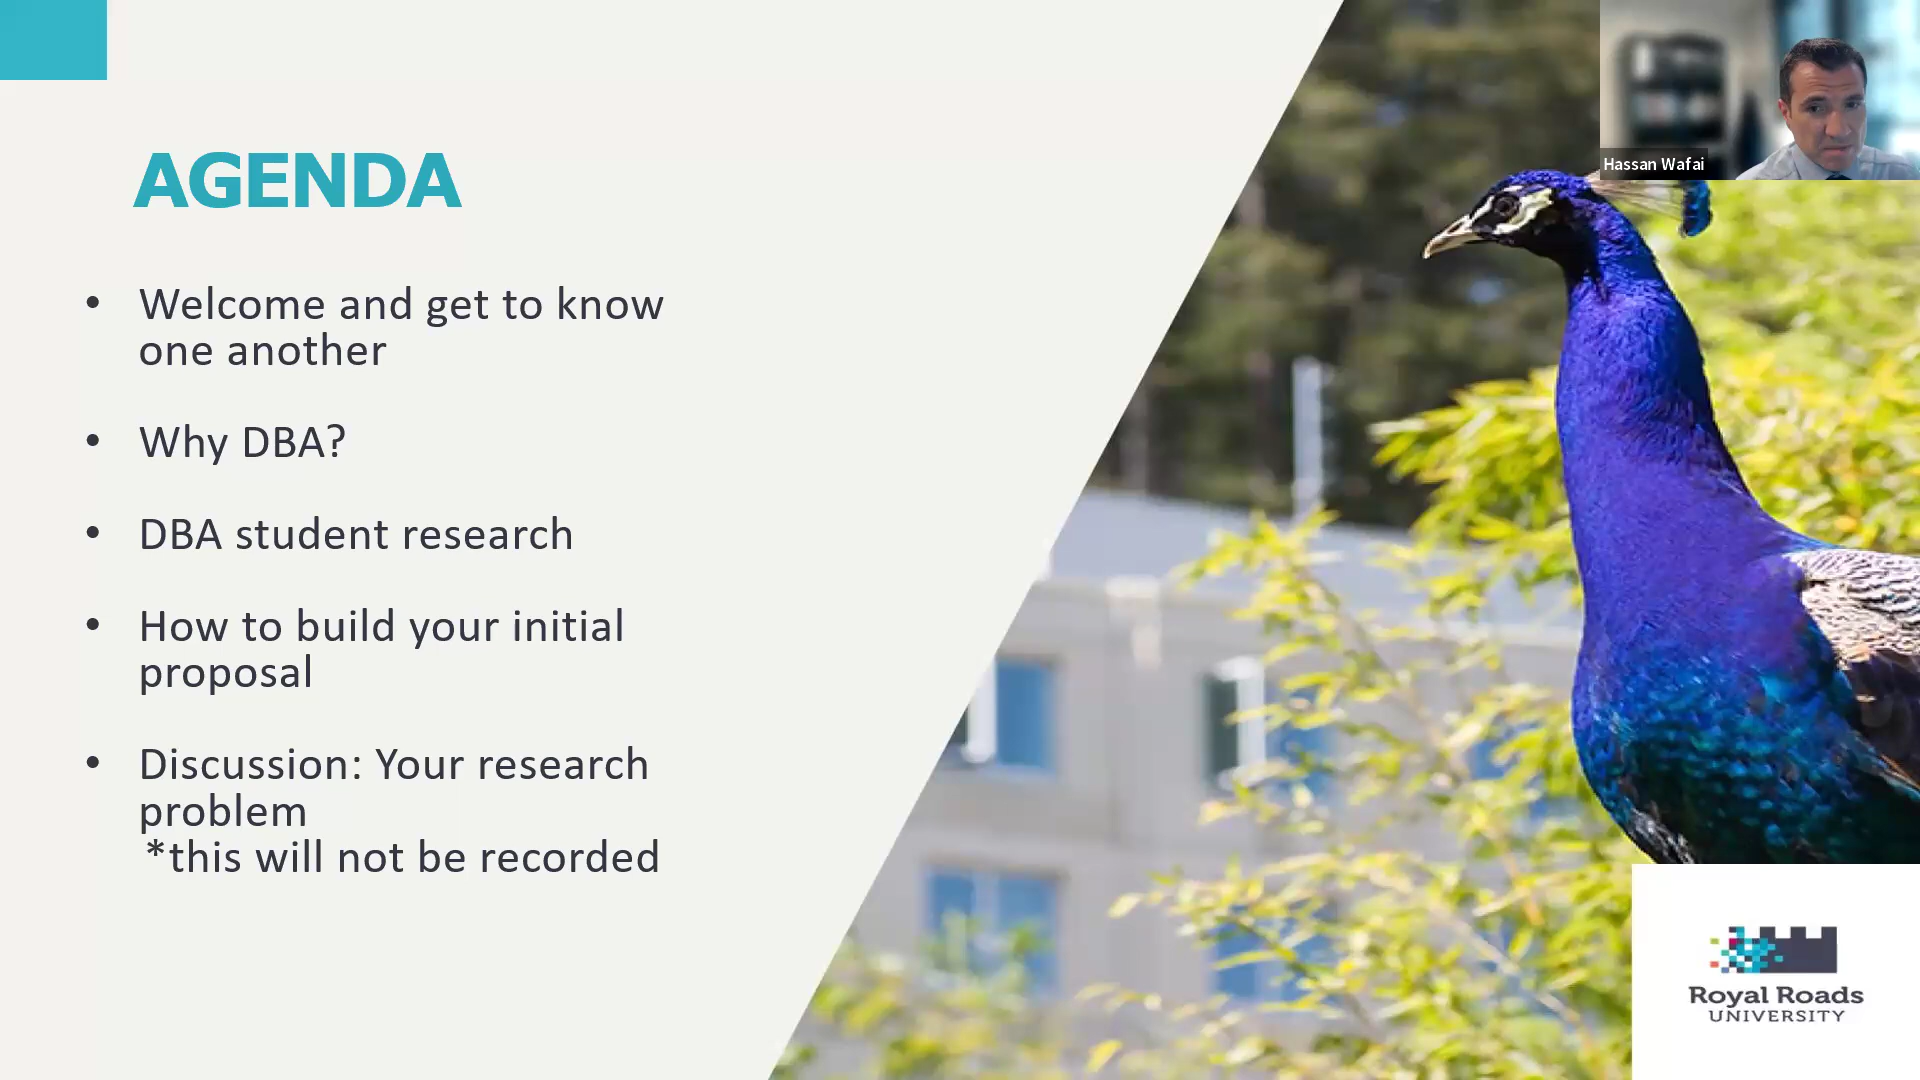 Hassan Wafai
AGENDA
• Welcome and get to know
one another
• Why DBA?
• DBA student research
• How to build your initial
proposal
• Discussion: Your research
problem
*this will not be recorded
Royal Roads
UNIVERSITY